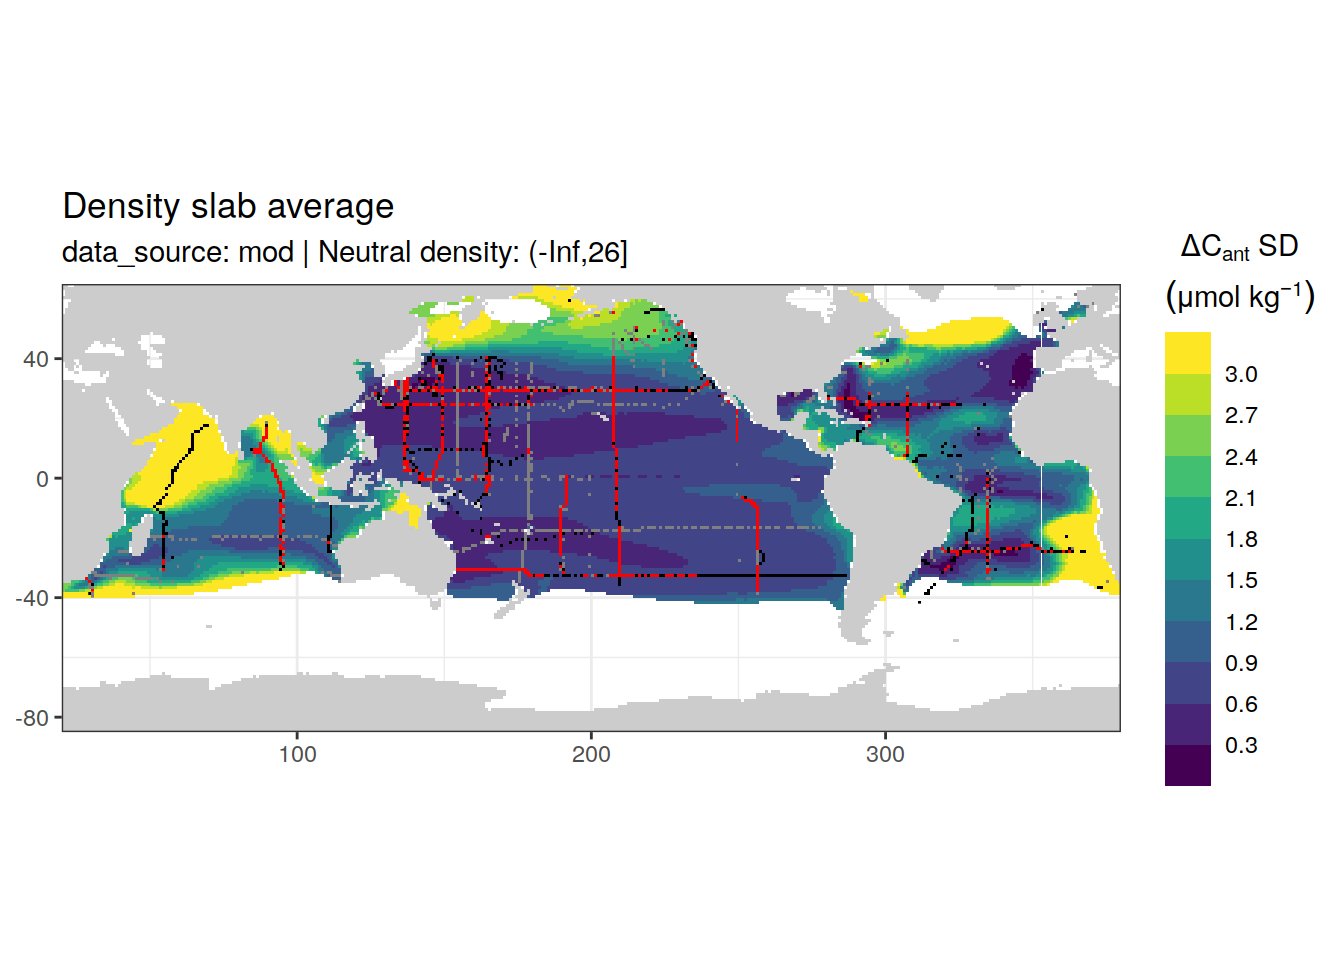 Density slab average
data_source: mod | Neutral density: (-Inf,26]
ΔCant SD
(μmol kg⁻¹)
3.0
2.7
2.4
2.1
1.8
1.5
1.2
0.9
0.6
0.3
40
0
-40
-80
100 200 300